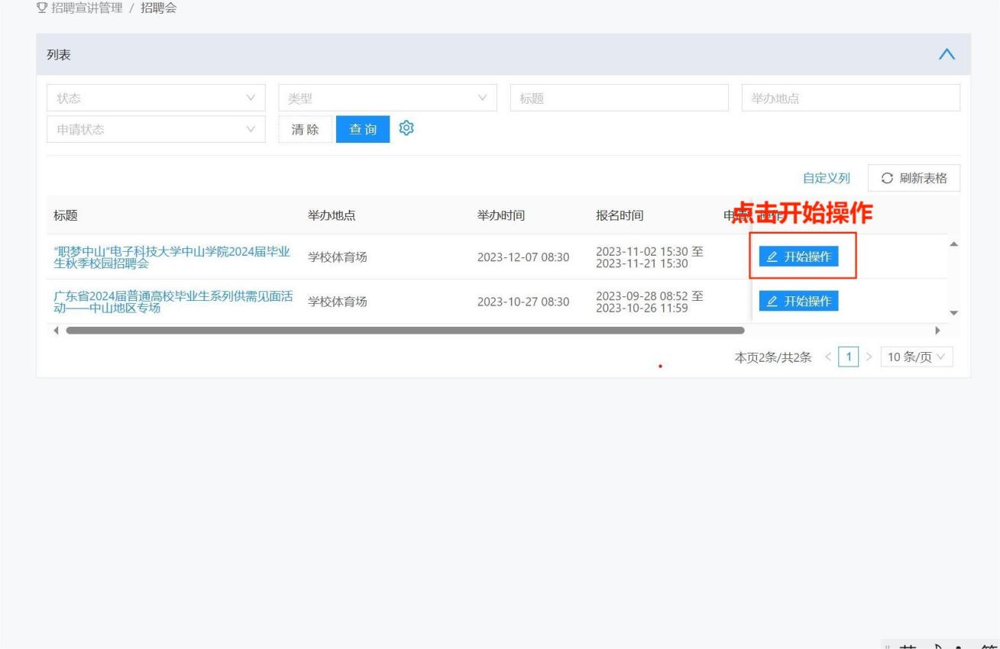 招聘宣讲管理 / 招聘会
列表
状态 类型 标题 举办地点
申请状态 清 除 查 询
自定义列 刷新表格
点击开始操作
标题 举办地点 举办时间 报名时间
"职梦中山"电子科技大学中山学院2024届毕业
生秋季校园招聘会
学校体育场
2023-12-07 08:30
2023-11-02 15:30 至
2023-11-21 15:30
开始操作
广东省2024届普通高校毕业生系列供需见面活
动——中山地区专场
学校体育场
2023-10-27 08:30
2023-09-28 08:52 至
2023-10-26 11:59
开始操作
本页2条/共2条 < 1 > 10 条/页